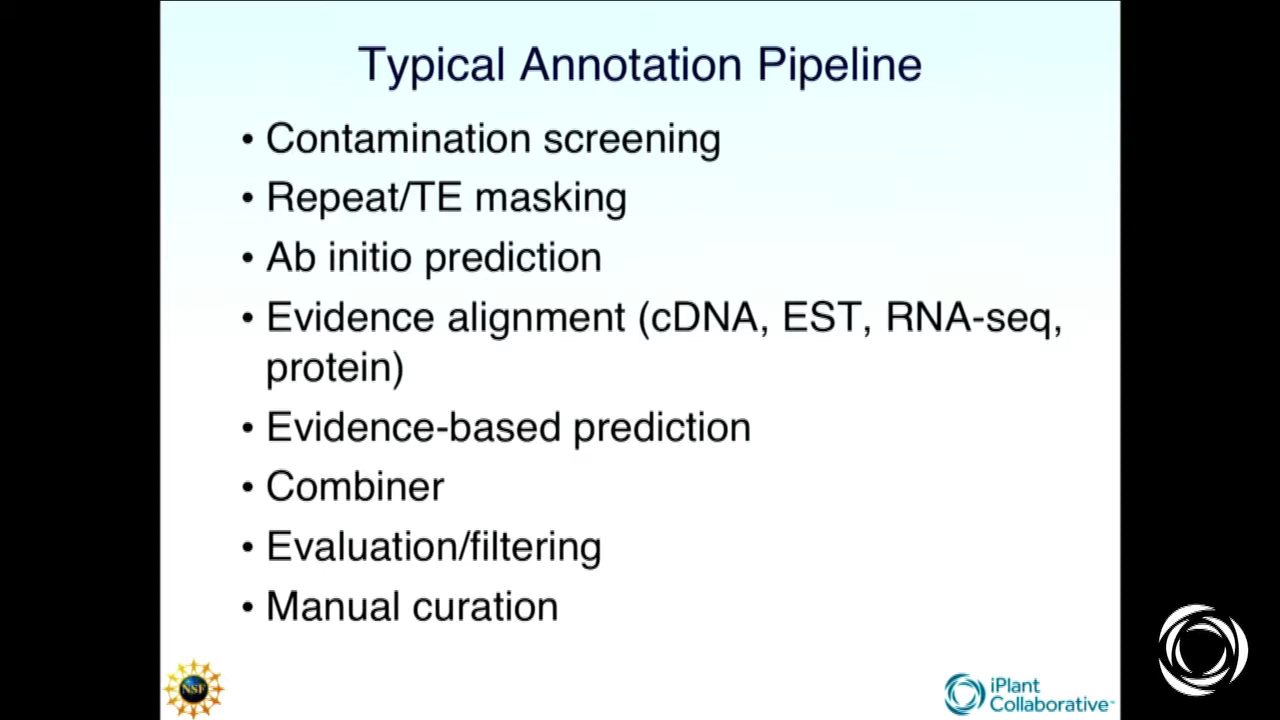 Typical Annotation Pipeline
• Contamination screening
• Repeat/TE masking
• Ab initio prediction
• Evidence alignment (cDNA, EST, RNA-seq,
protein)
• Evidence-based prediction
• Combiner
• Evaluation/filtering
• Manual curation
NSF
iPlant
Collaborative™